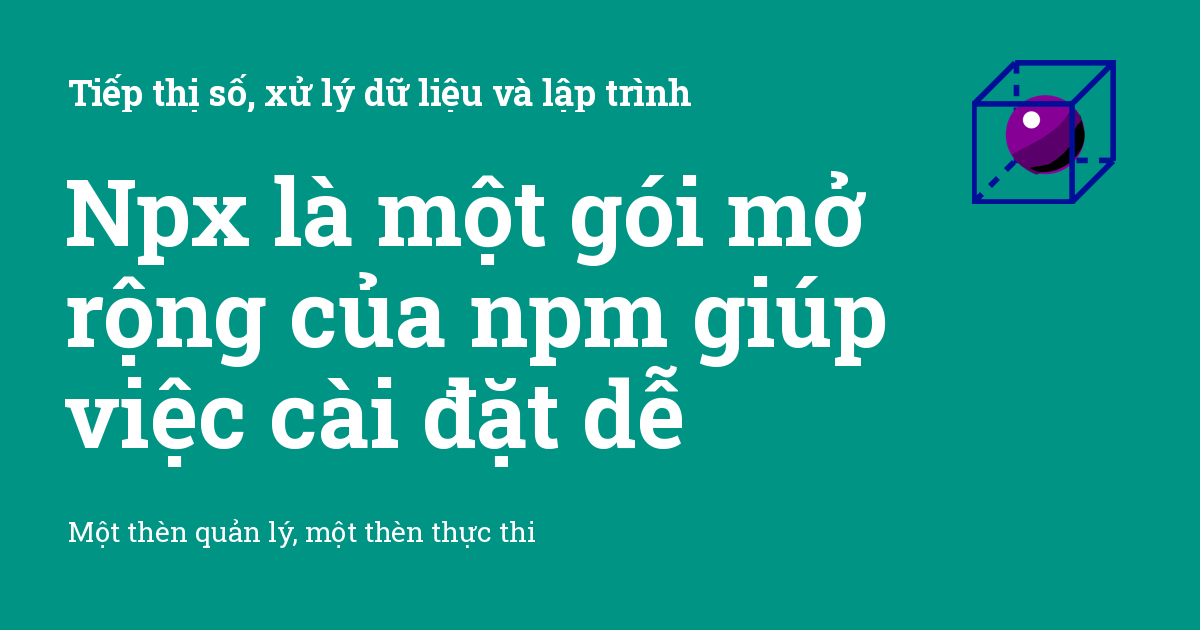 Tiếp thị số, xử lý dữ liệu và lập trình
Npx là một gói mở
rộng của npm giúp
việc cài đặt dễ
Một thèn quản lý, một thèn thực thi